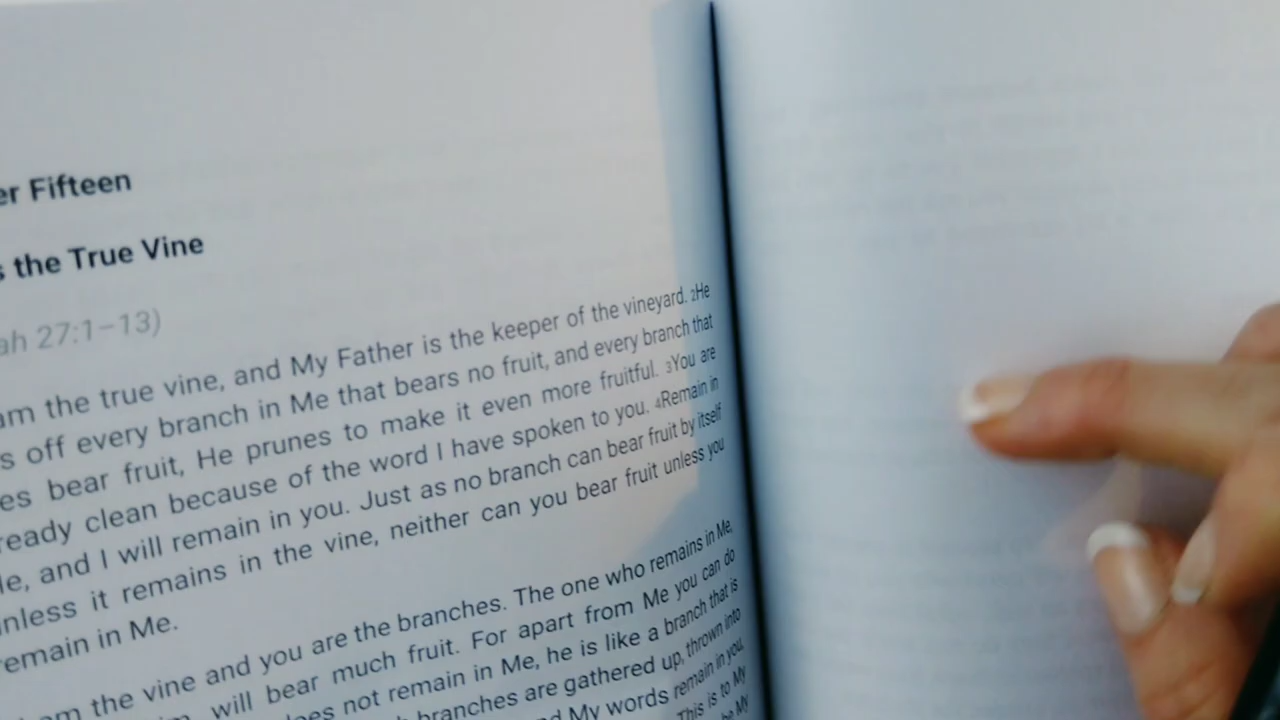 er Fifteen
s the True Vine
ah 27:1–13)
am the true vine, and My Father is the keeper of the vineyard. 2He
s off every branch in Me that bears no fruit, and every branch that
es bear fruit, He prunes to make it even more fruitful. 3You are
ready clean because of the word I have spoken to you. 4Remain in
e, and I will remain in you. Just as no branch can bear fruit by itself
nless it remains in the vine, neither can you bear fruit unless you
emain in Me.
am the vine and you are the branches. The one who remains in Me,
will bear much fruit. For apart from Me you can do
oes not remain in Me, he is like a branch that is
branches are gathered up, thrown into
nd My words remain in you,
This is to My
be My